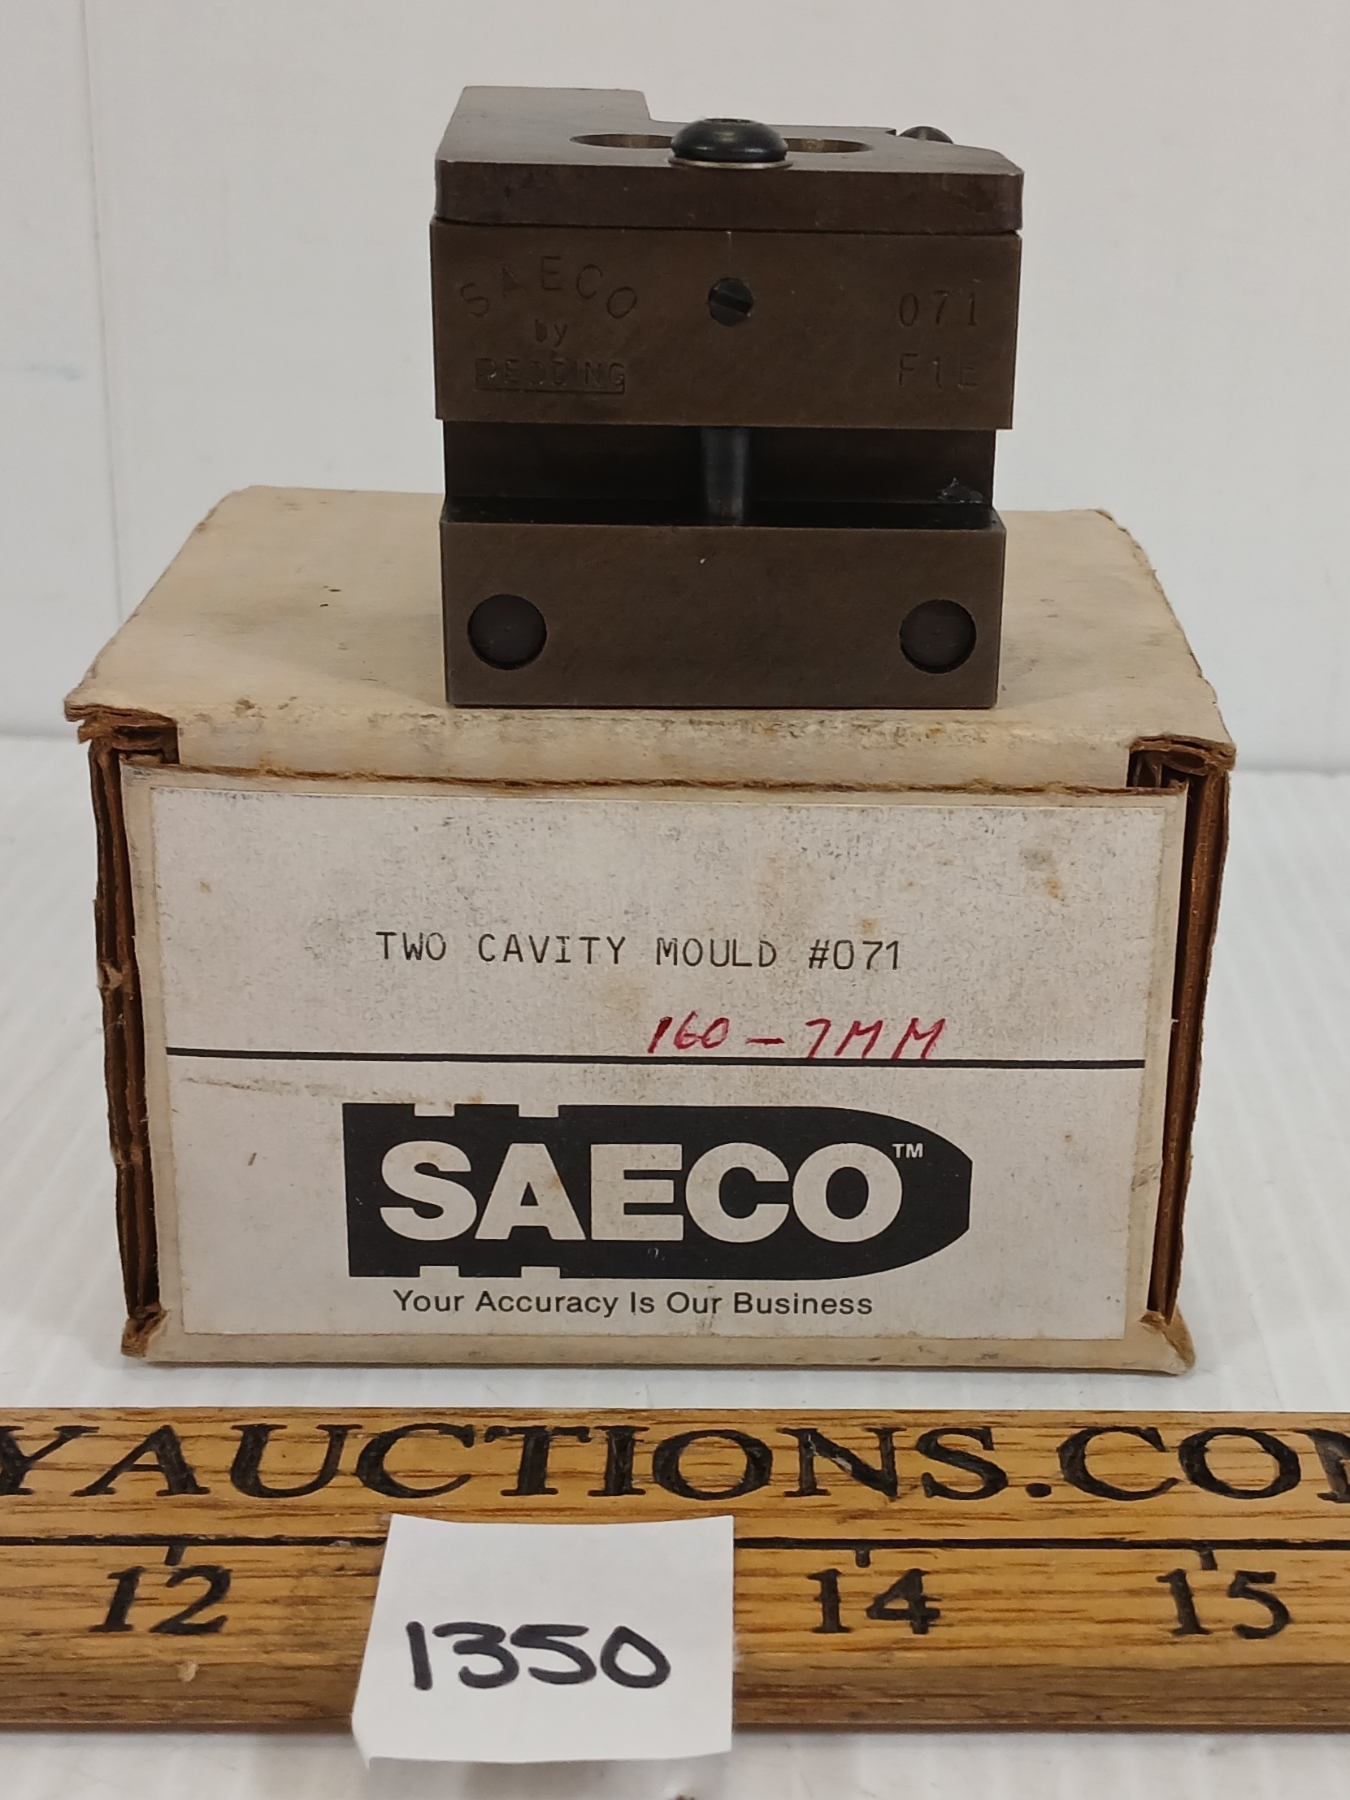 SAECO
by
REDDING
071
F1E
TWO CAVITY MOULD #071
160-7MM
SAECO™
Your Accuracy Is Our Business
YAUCTIONS.CO
12 14 15
1350